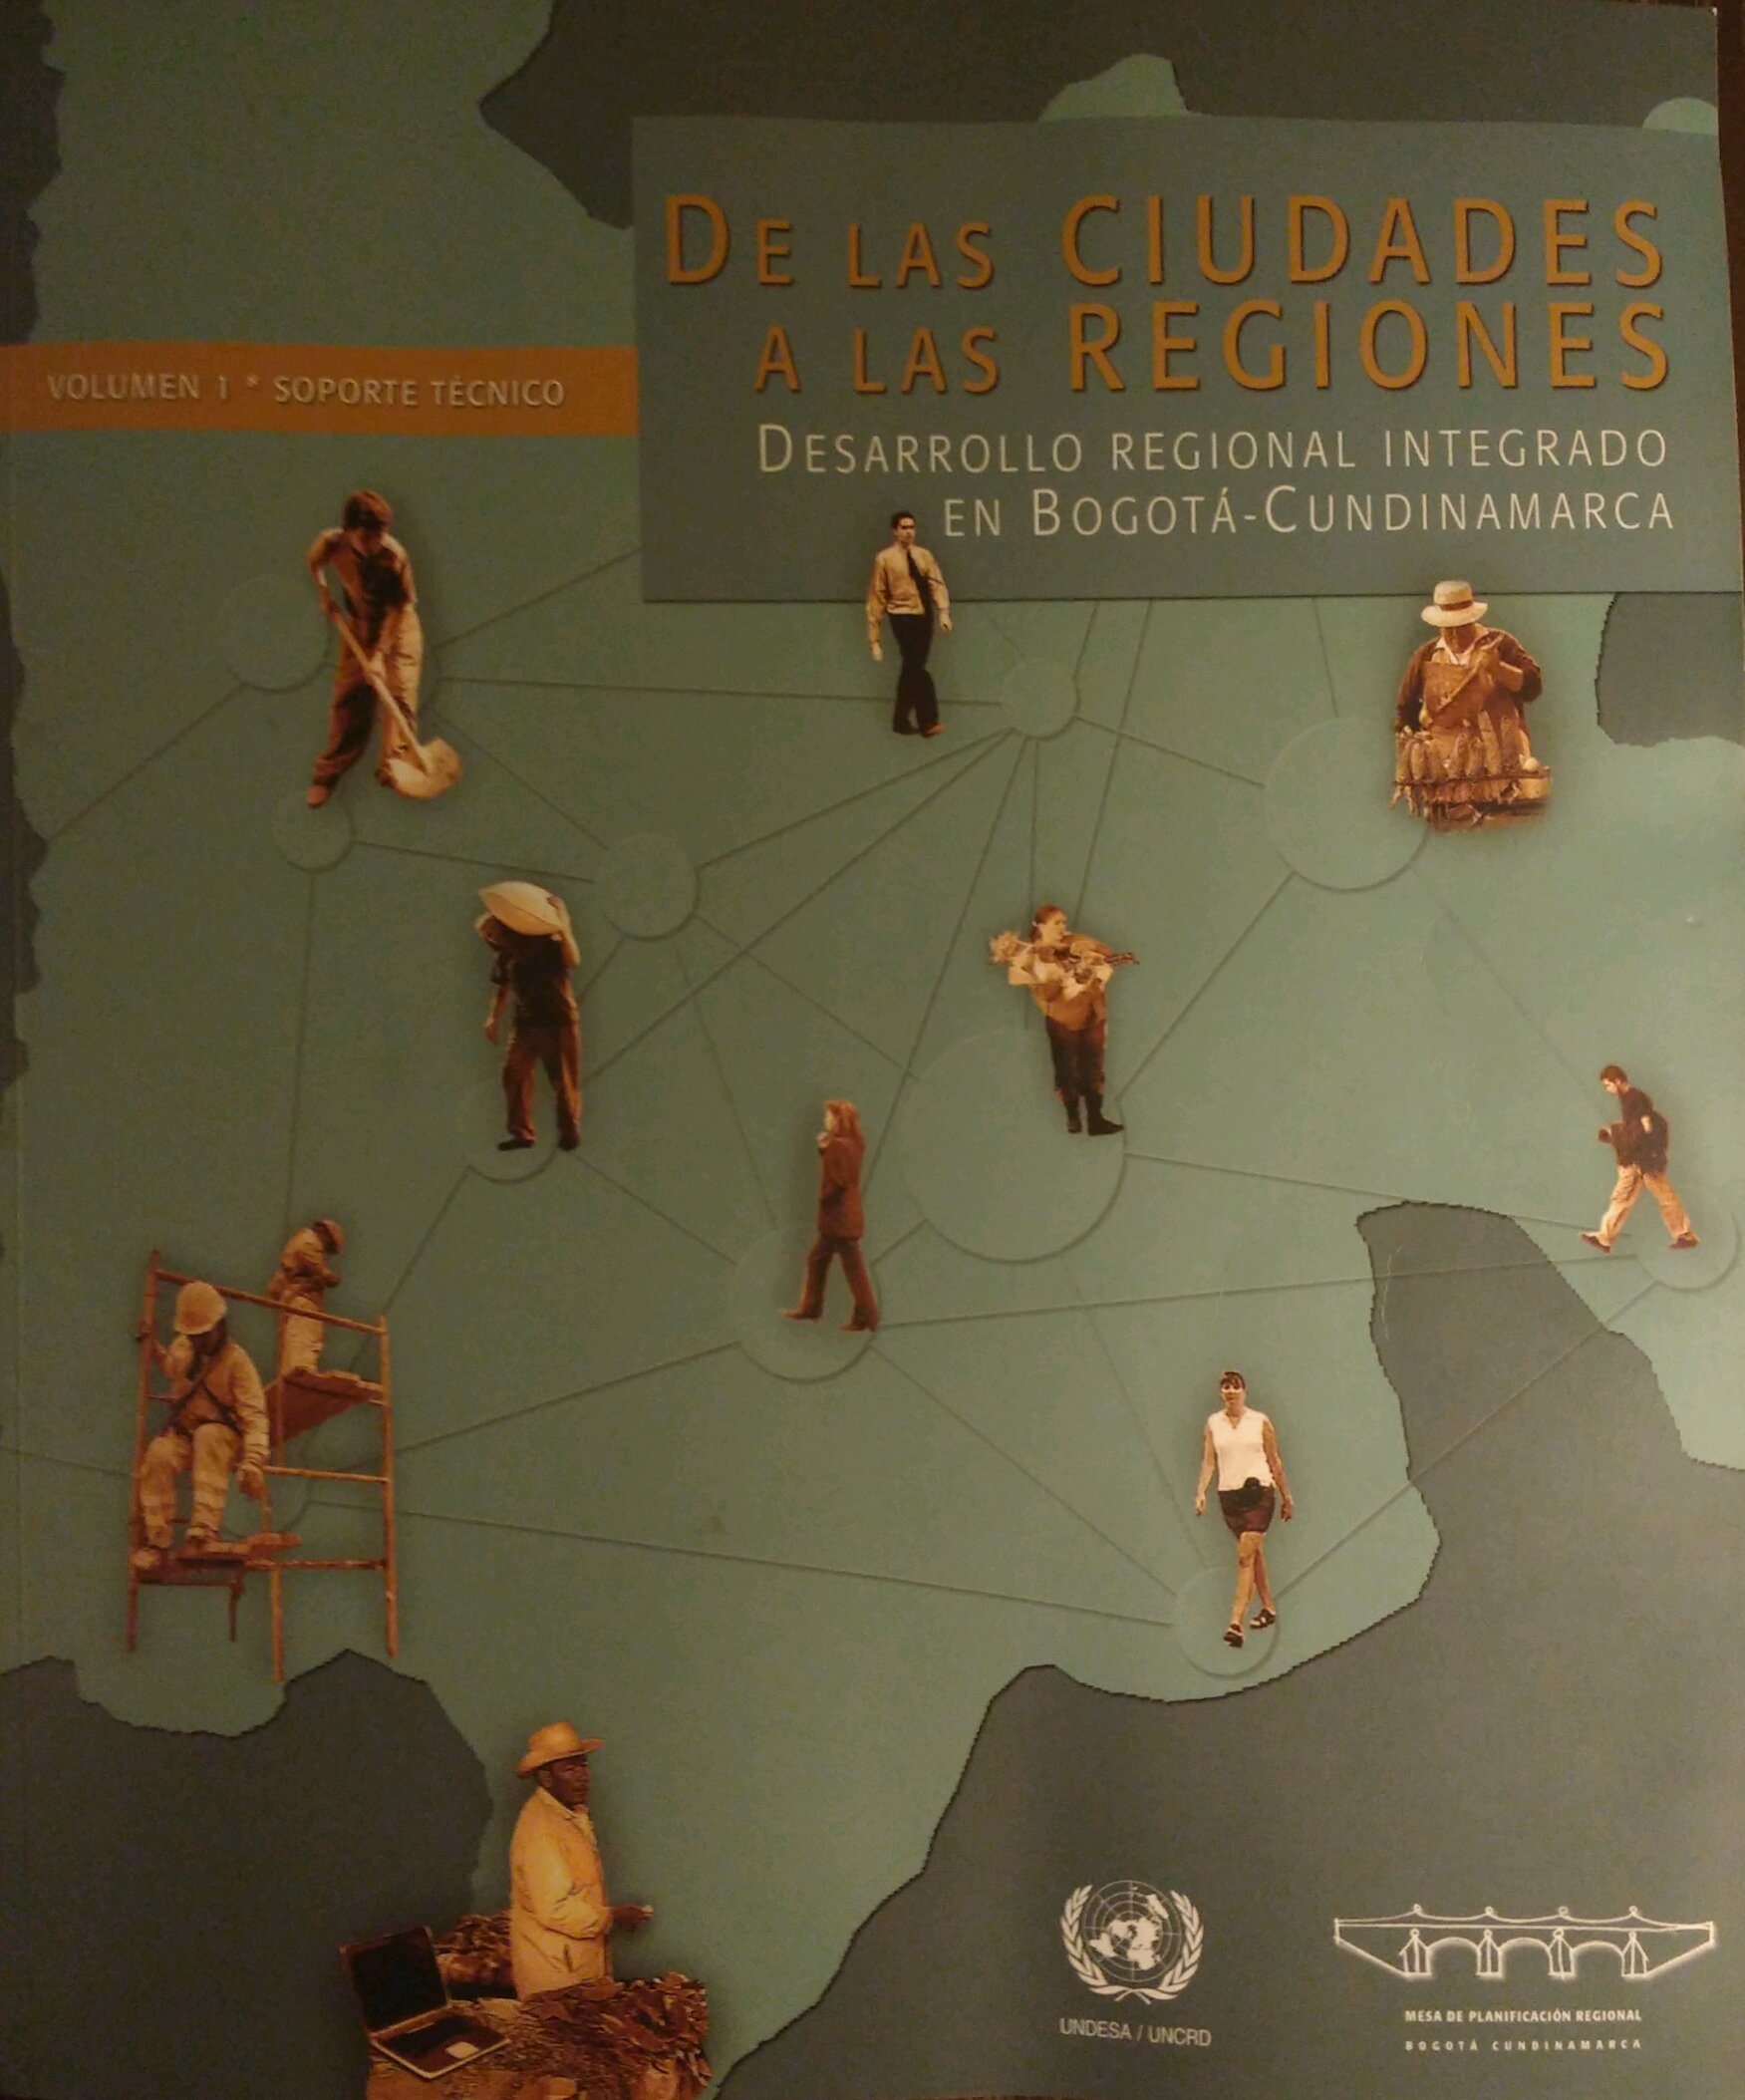 DE LAS CIUDADES
A LAS REGIONES
VOLUMEN 1 * SOPORTE TÉCNICO
DESARROLLO REGIONAL INTEGRADO
EN BOGOTÁ-CUNDINAMARCA
UNDESA / UNCRD
MESA DE PLANIFICACIÓN REGIONAL
BOGOTÁ CUNDINAMARCA